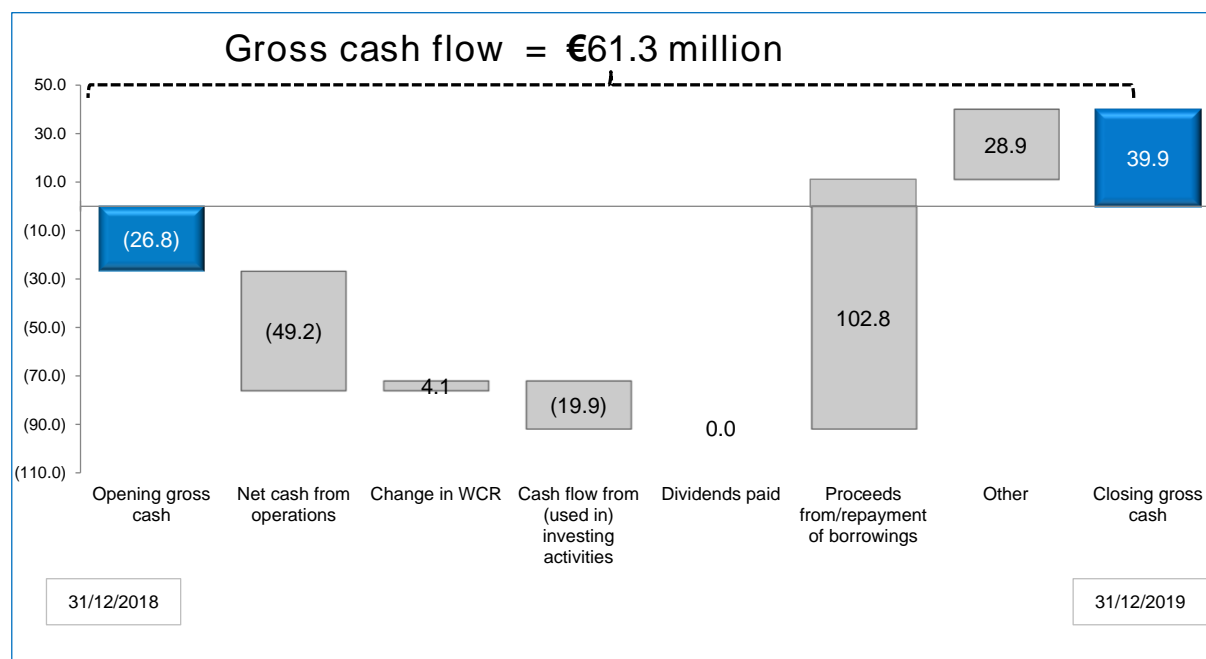 Gross cash flow = €61.3 million
50.0
30.0
10.0
(10.0)
(30.0)
(50.0)
(70.0)
(90.0)
(110.0)
(26.8)
(49.2)
4.1
(19.9)
0.0
102.8
28.9
39.9
Opening gross
cash
Net cash from
operations
Change in WCR
Cash flow from
(used in)
investing
activities
Dividends paid
Proceeds
from/repayment
of borrowings
Other
Closing gross
cash
31/12/2018
31/12/2019